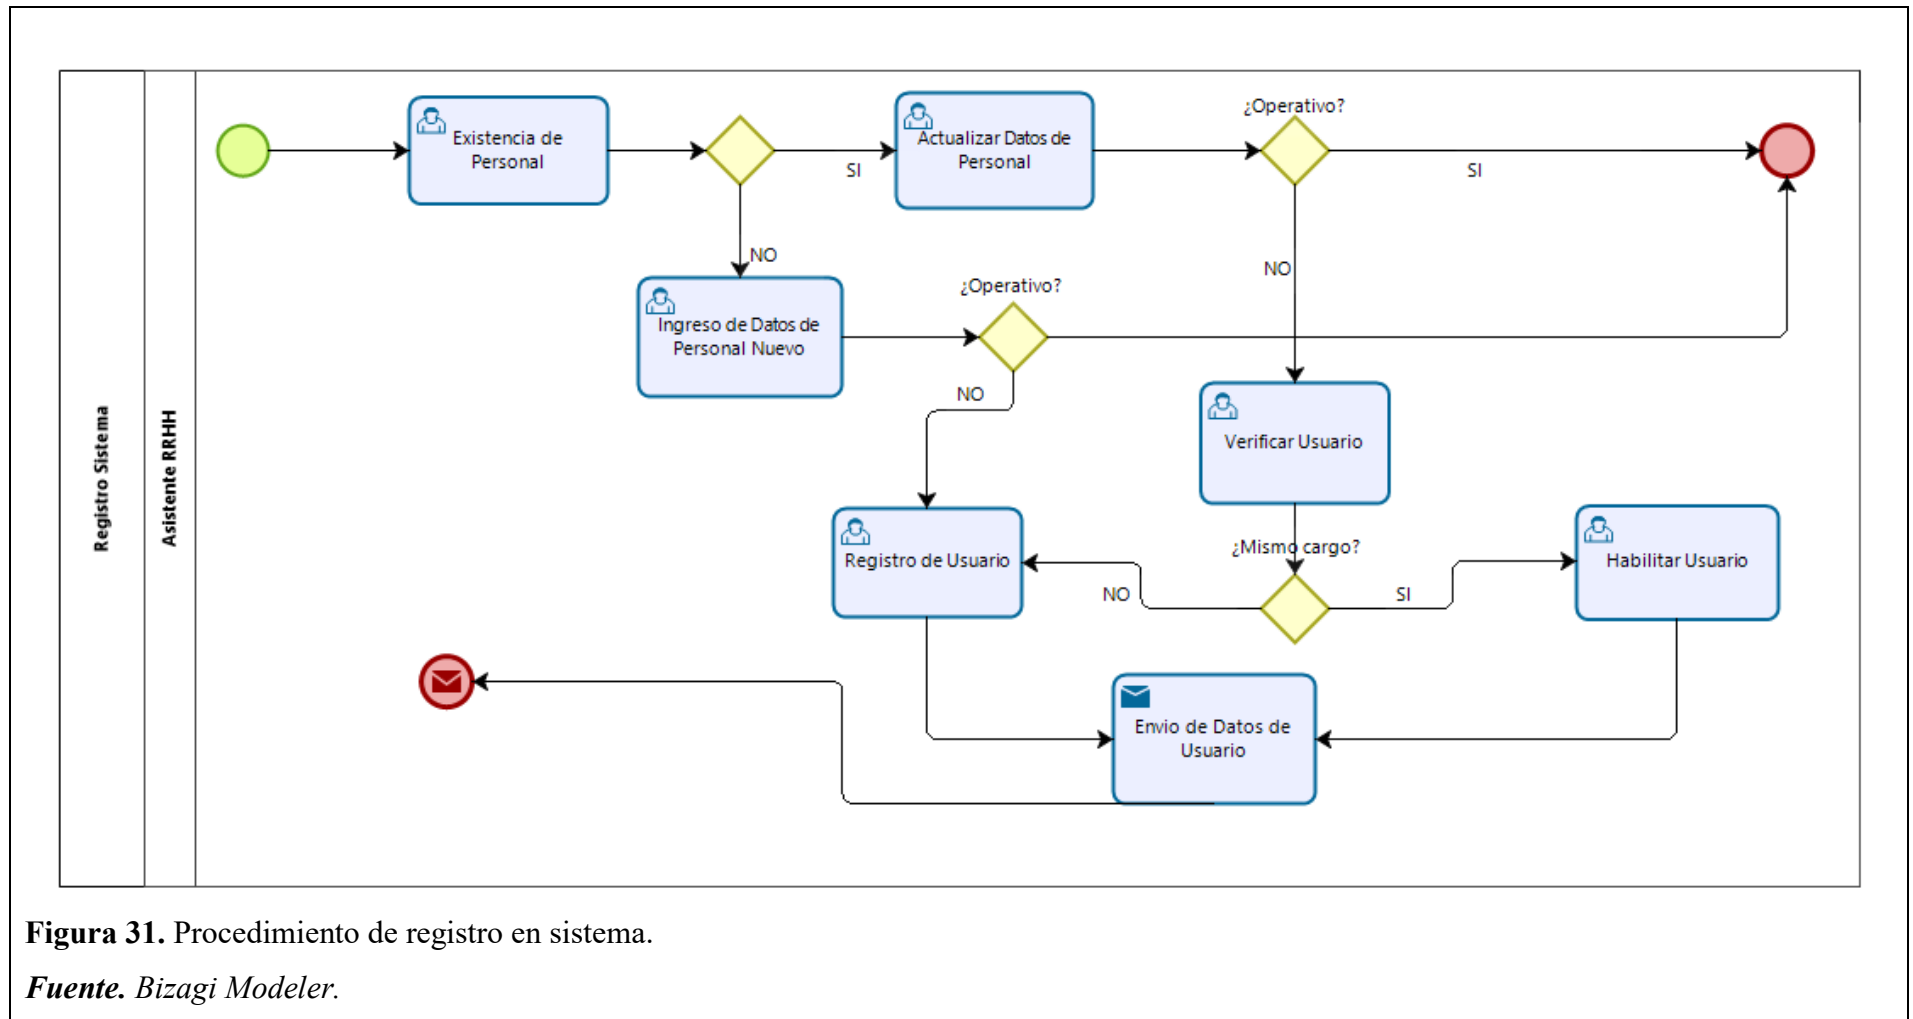 Registro Sistema
Asistente RRHH
Existencia de
Personal
SI
Actualizar Datos de
Personal
¿Operativo?
SI
NO
Ingreso de Datos de
Personal Nuevo
¿Operativo?
NO
NO
Verificar Usuario
Registro de Usuario
¿Mismo cargo?
NO
SI
Habilitar Usuario
Envio de Datos de
Usuario
Figura 31. Procedimiento de registro en sistema.
Fuente. Bizagi Modeler.